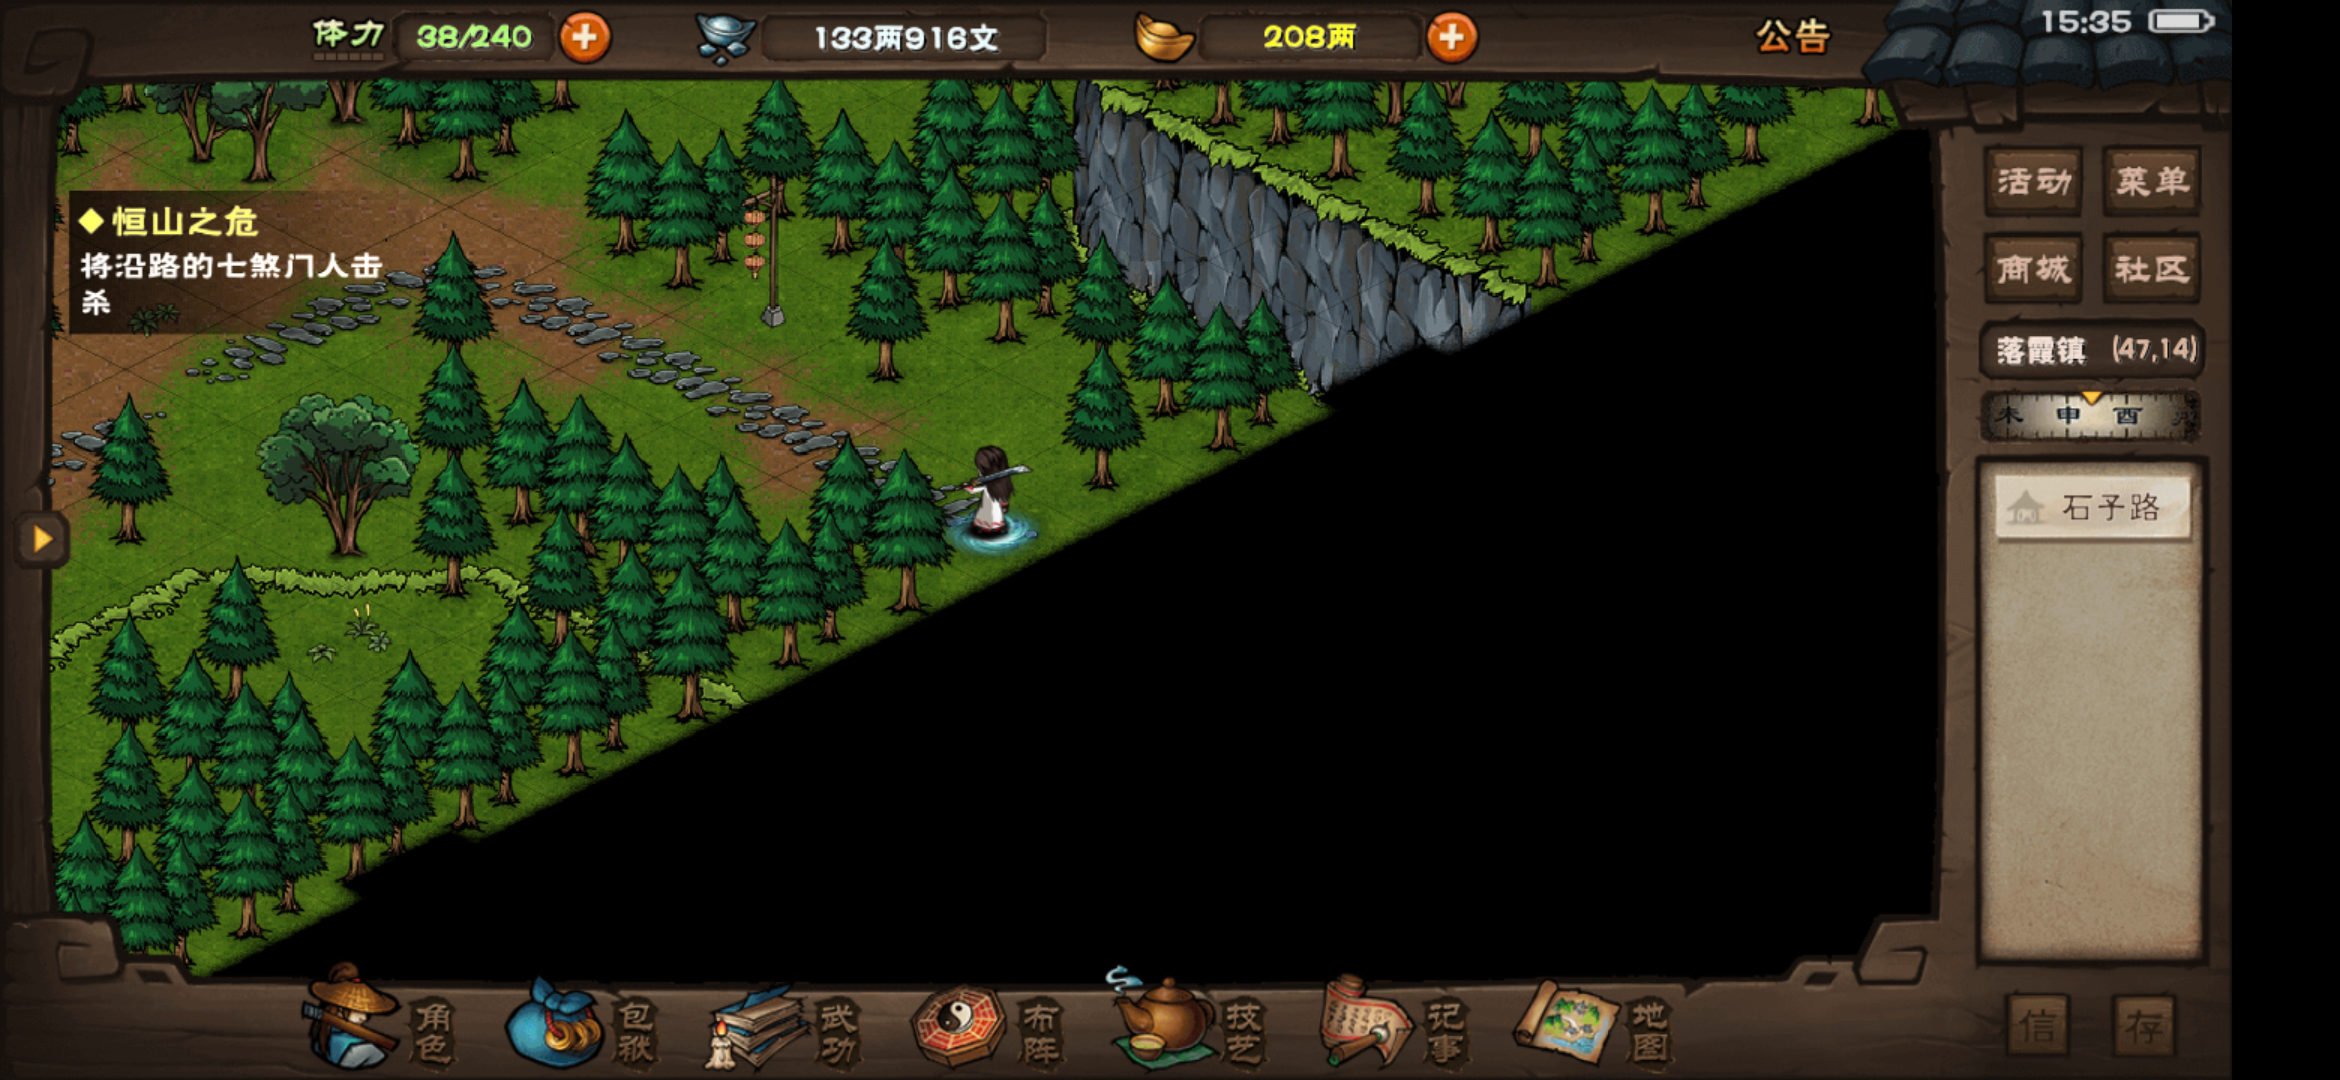 体力 38/240
133两916文
208两
公告
15:35
恒山之危
将沿路的七煞门人击
杀
活动 菜单
商城 社区
落霞镇 (47,14)
未 申 酉
石子路
角色
包袱
武功
布阵
技艺
记事
地图
信 存